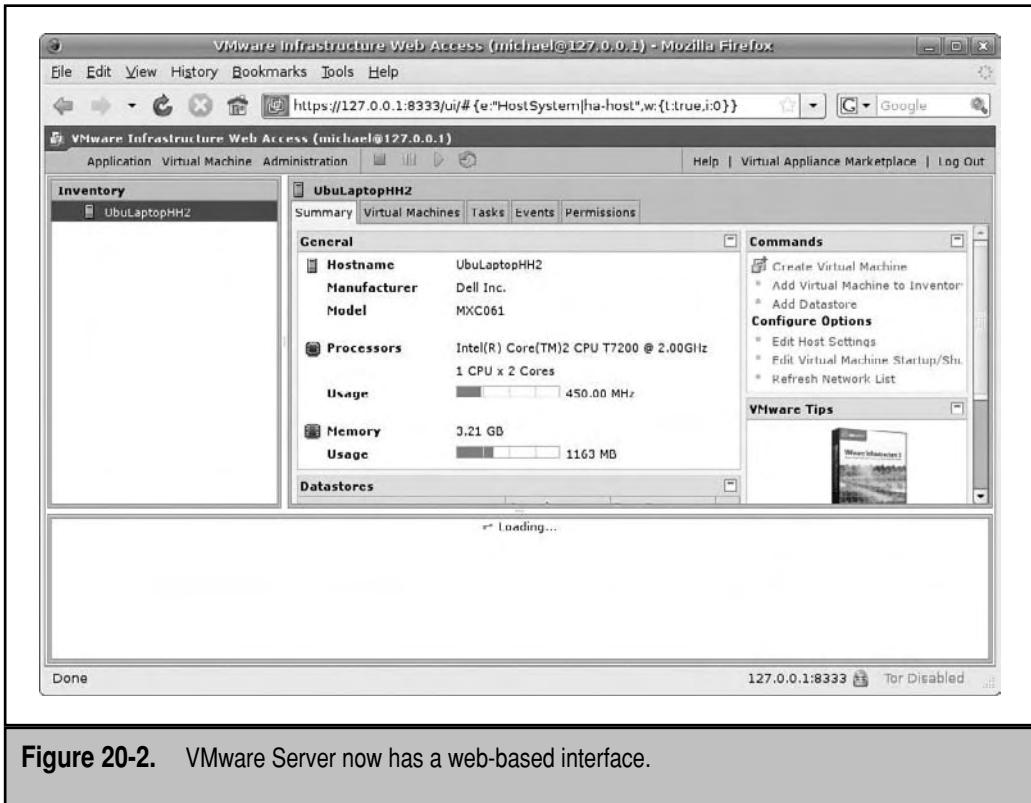 VMware Infrastructure Web Access (michael@127.0.0.1) - Mozilla Firefox
File Edit View History Bookmarks Tools Help
https://127.0.0.1:8333/ui/#{e:"HostSystem|ha-host",w:{t:true,i:0}}
G Google
VMware Infrastructure Web Access (michael@127.0.0.1)
Application Virtual Machine Administration
Help | Virtual Appliance Marketplace | Log Out
Inventory
UbuLaptopHH2
UbuLaptopHH2
Summary Virtual Machines Tasks Events Permissions
General
Hostname UbuLaptopHH2
Manufacturer Dell Inc.
Model MXC061
Processors Intel(R) Core(TM)2 CPU T7200 @ 2.00GHz
1 CPU x 2 Cores
Usage 450.00 MHz
Memory 3.21 GB
Usage 1163 MB
Datastores
Commands
Create Virtual Machine
Add Virtual Machine to Inventor
Add Datastore
Configure Options
Edit Host Settings
Edit Virtual Machine Startup/Shu
Refresh Network List
VMware Tips
Loading...
Done
127.0.0.1:8333 Tor Disabled
Figure 20-2. VMware Server now has a web-based interface.